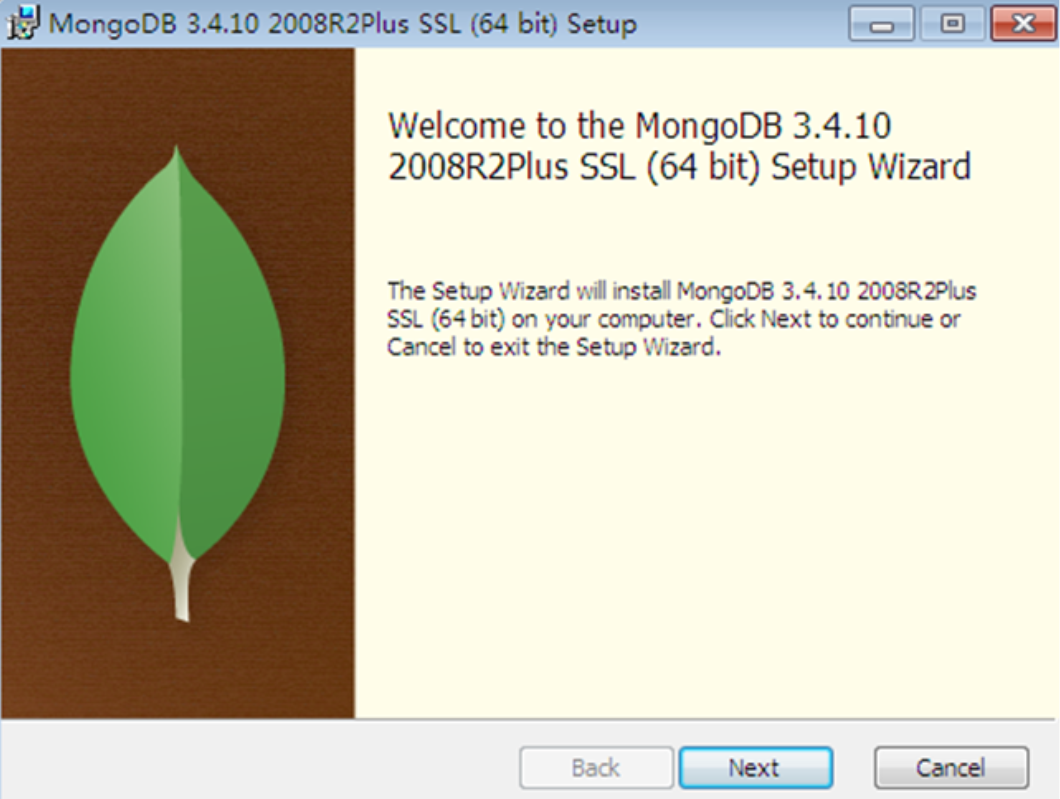 MongoDB 3.4.10 2008R2Plus SSL (64 bit) Setup
Welcome to the MongoDB 3.4.10
2008R2Plus SSL (64 bit) Setup Wizard
The Setup Wizard will install MongoDB 3.4.10 2008R2Plus
SSL (64 bit) on your computer. Click Next to continue or
Cancel to exit the Setup Wizard.
Back
Next
Cancel